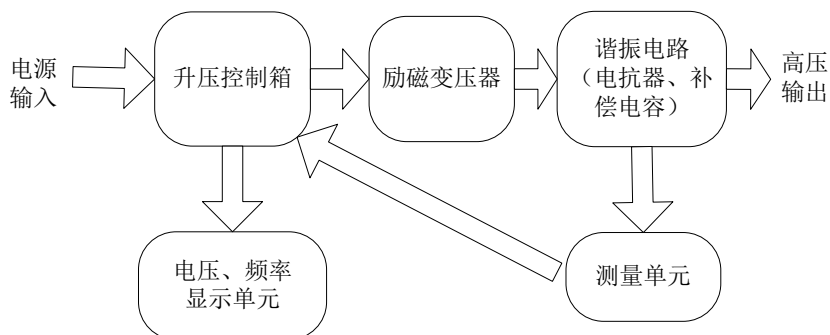 电源
输入
升压控制箱
励磁变压器
谐振电路
（电抗器、补
偿电容）
高压
输出
电压、频率
显示单元
测量单元